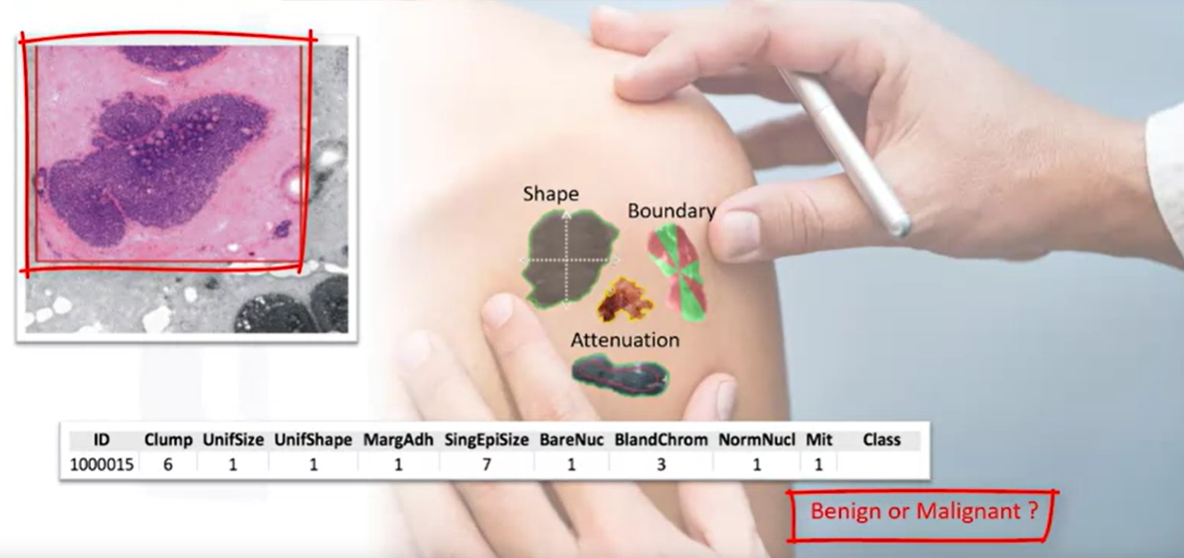 Shape
Boundary
Attenuation
ID Clump UnifSize UnifShape MargAdh SingEpiSize BareNuc BlandChrom NormNucl Mit Class
1000015 6 1 1 1 7 1 3 1 1
Benign or Malignant ?